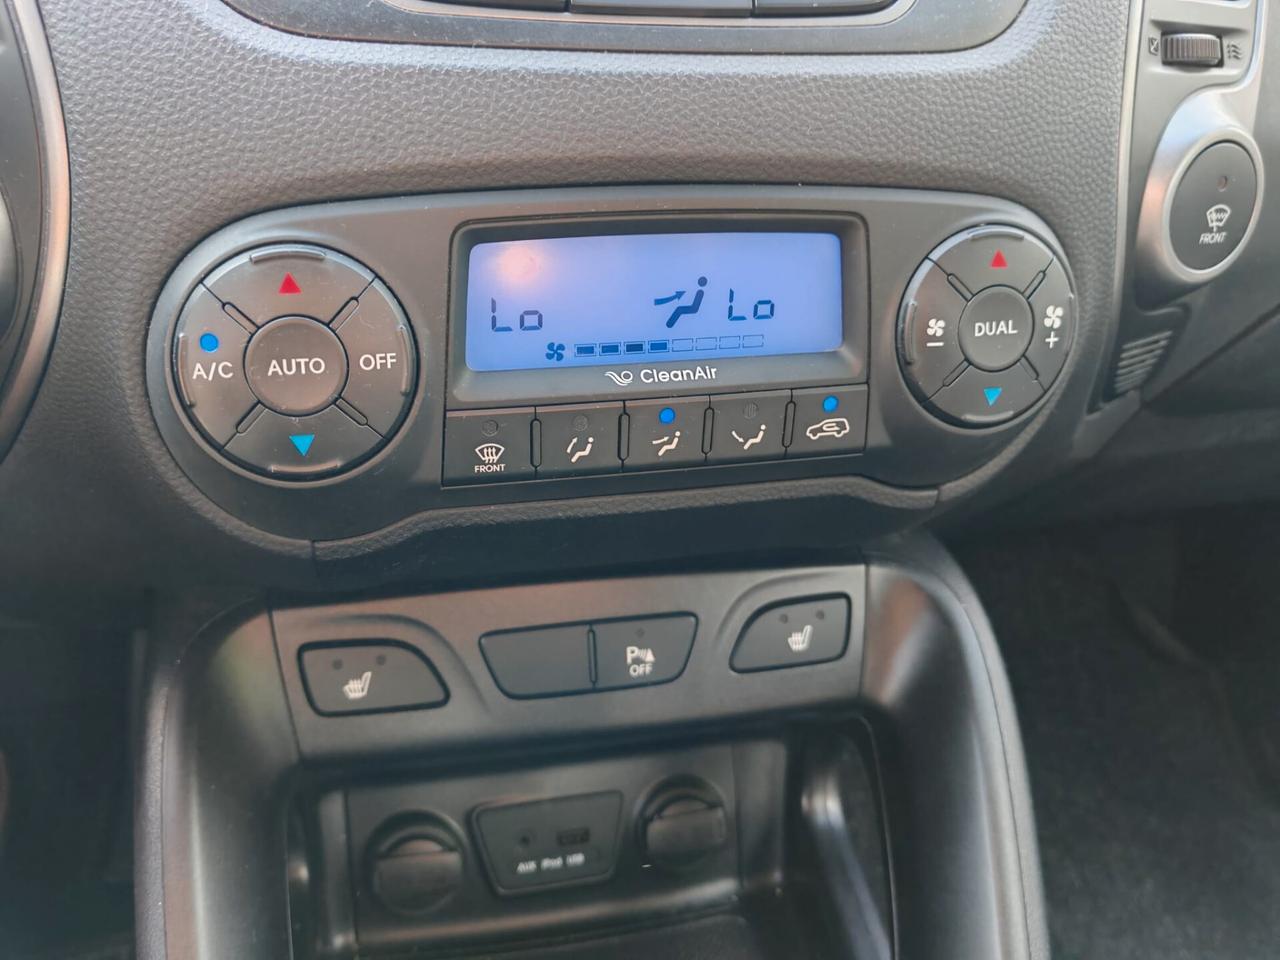 FRONT
Lo
Lo
CleanAir
A/C
AUTO
OFF
-
DUAL
+
FRONT
P
OFF
AUX iPod USB